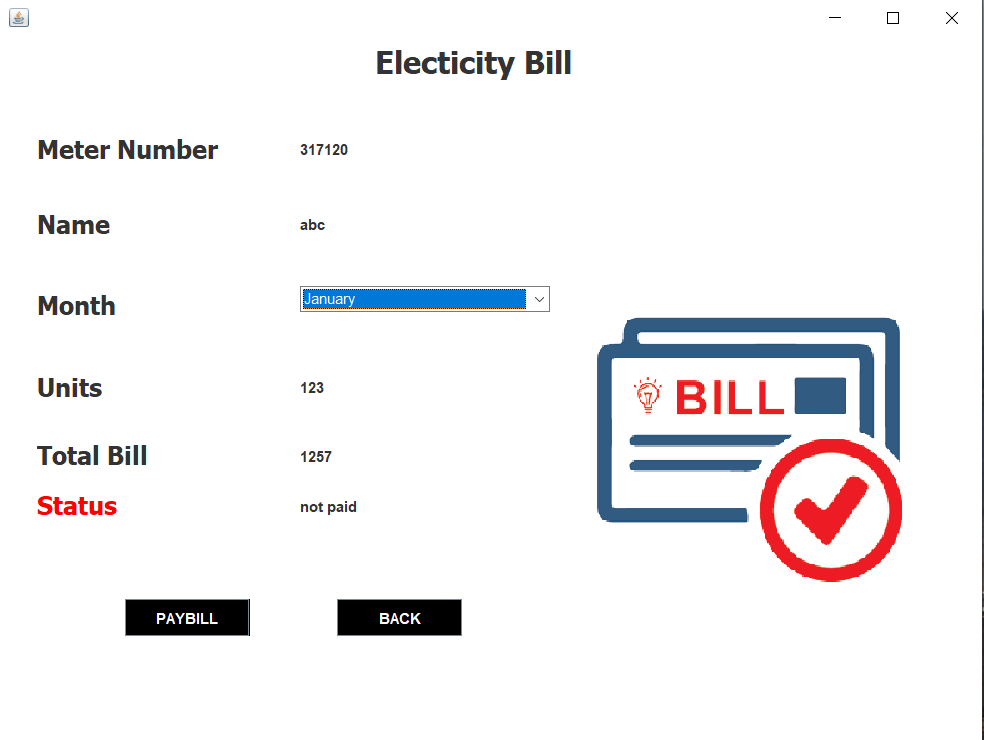 Electicity Bill
Meter Number 317120
Name abc
Month January
Units 123
BILL
Total Bill 1257
Status not paid
PAYBILL BACK